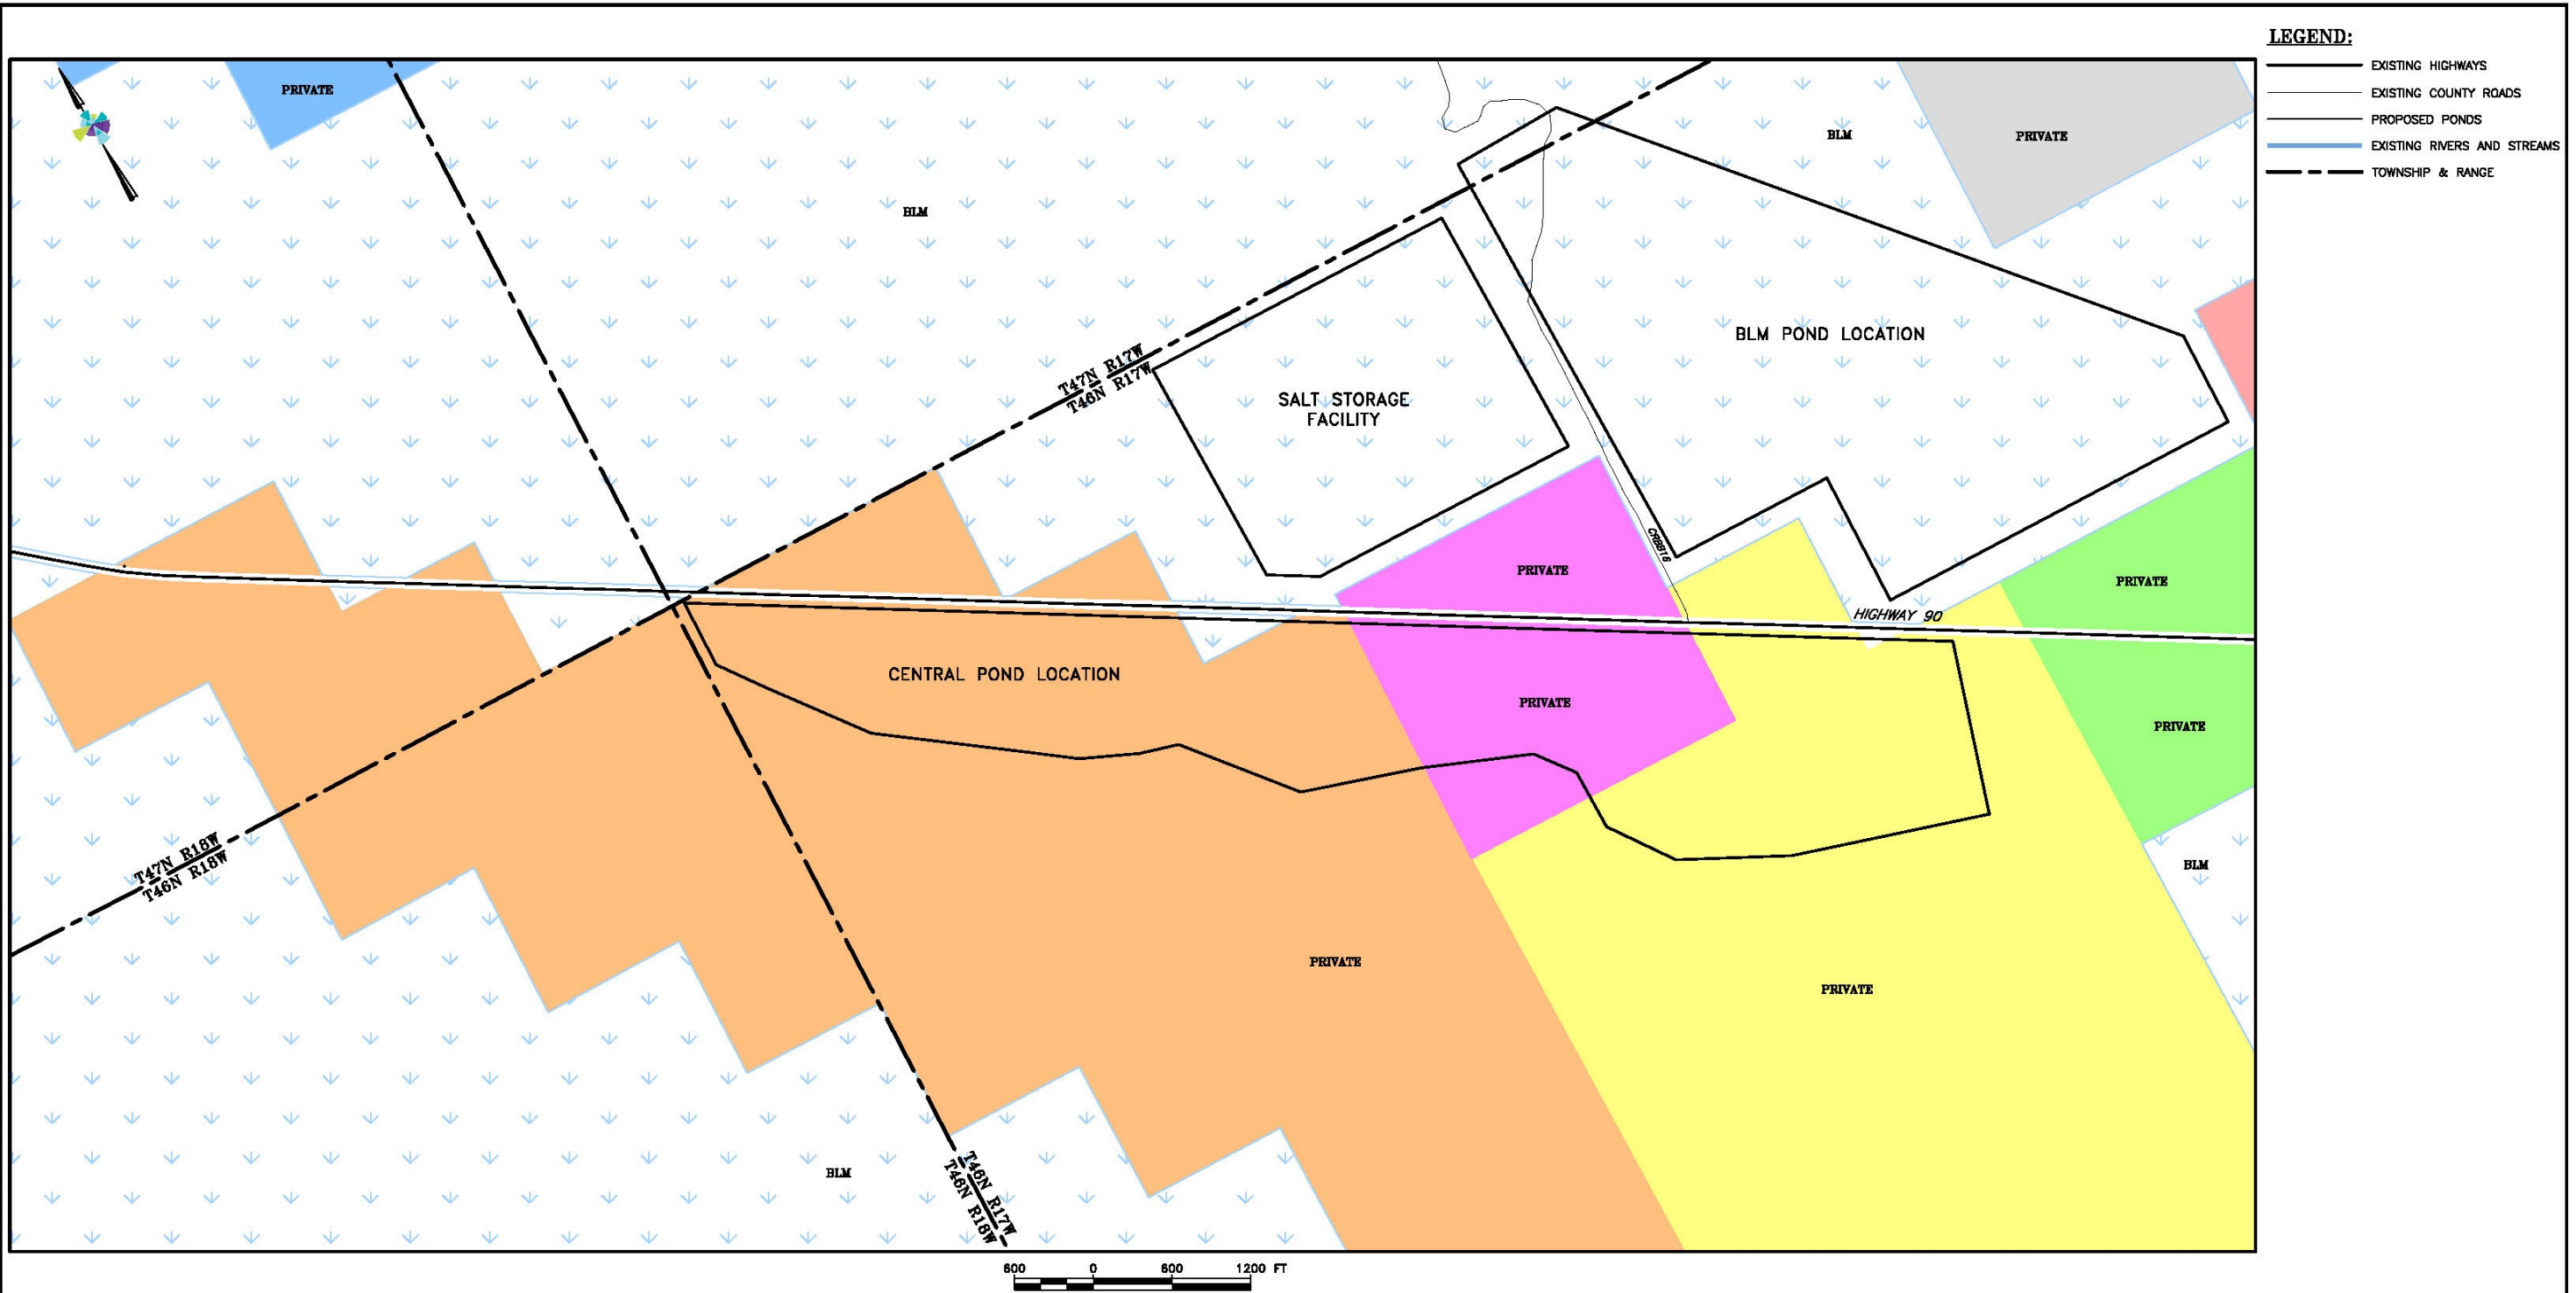 LEGEND:
EXISTING HIGHWAYS
EXISTING COUNTY ROADS
PROPOSED PONDS
EXISTING RIVERS AND STREAMS
TOWNSHIP & RANGE
PRIVATE
BLM
BLM
PRIVATE
BLM POND LOCATION
T47N R17W
T46N R17W
SALT STORAGE
FACILITY
CR8816
PRIVATE
PRIVATE
HIGHWAY 90
CENTRAL POND LOCATION
PRIVATE
PRIVATE
T47N R18W
T46N R18W
BLM
PRIVATE
PRIVATE
BLM
T46N R17W
T46N R18W
600 0 600 1200 FT